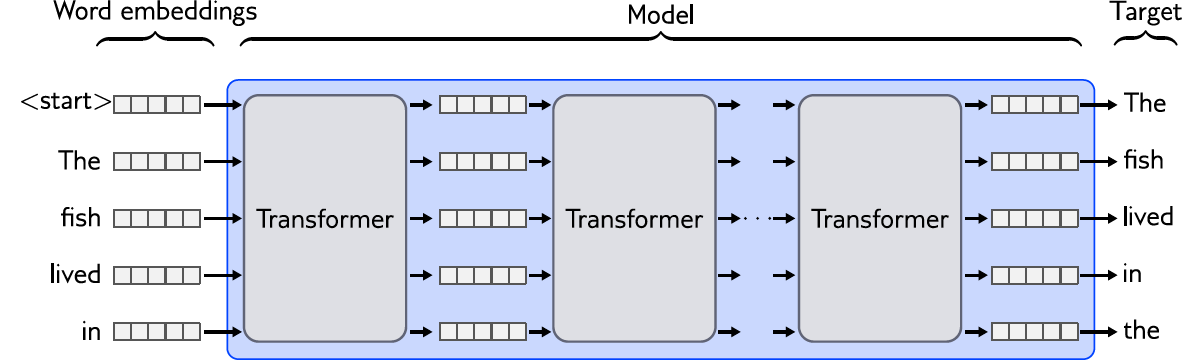 Word embeddings Model Target
<start> The
The fish
fish Transformer Transformer ... Transformer lived
lived in
in the